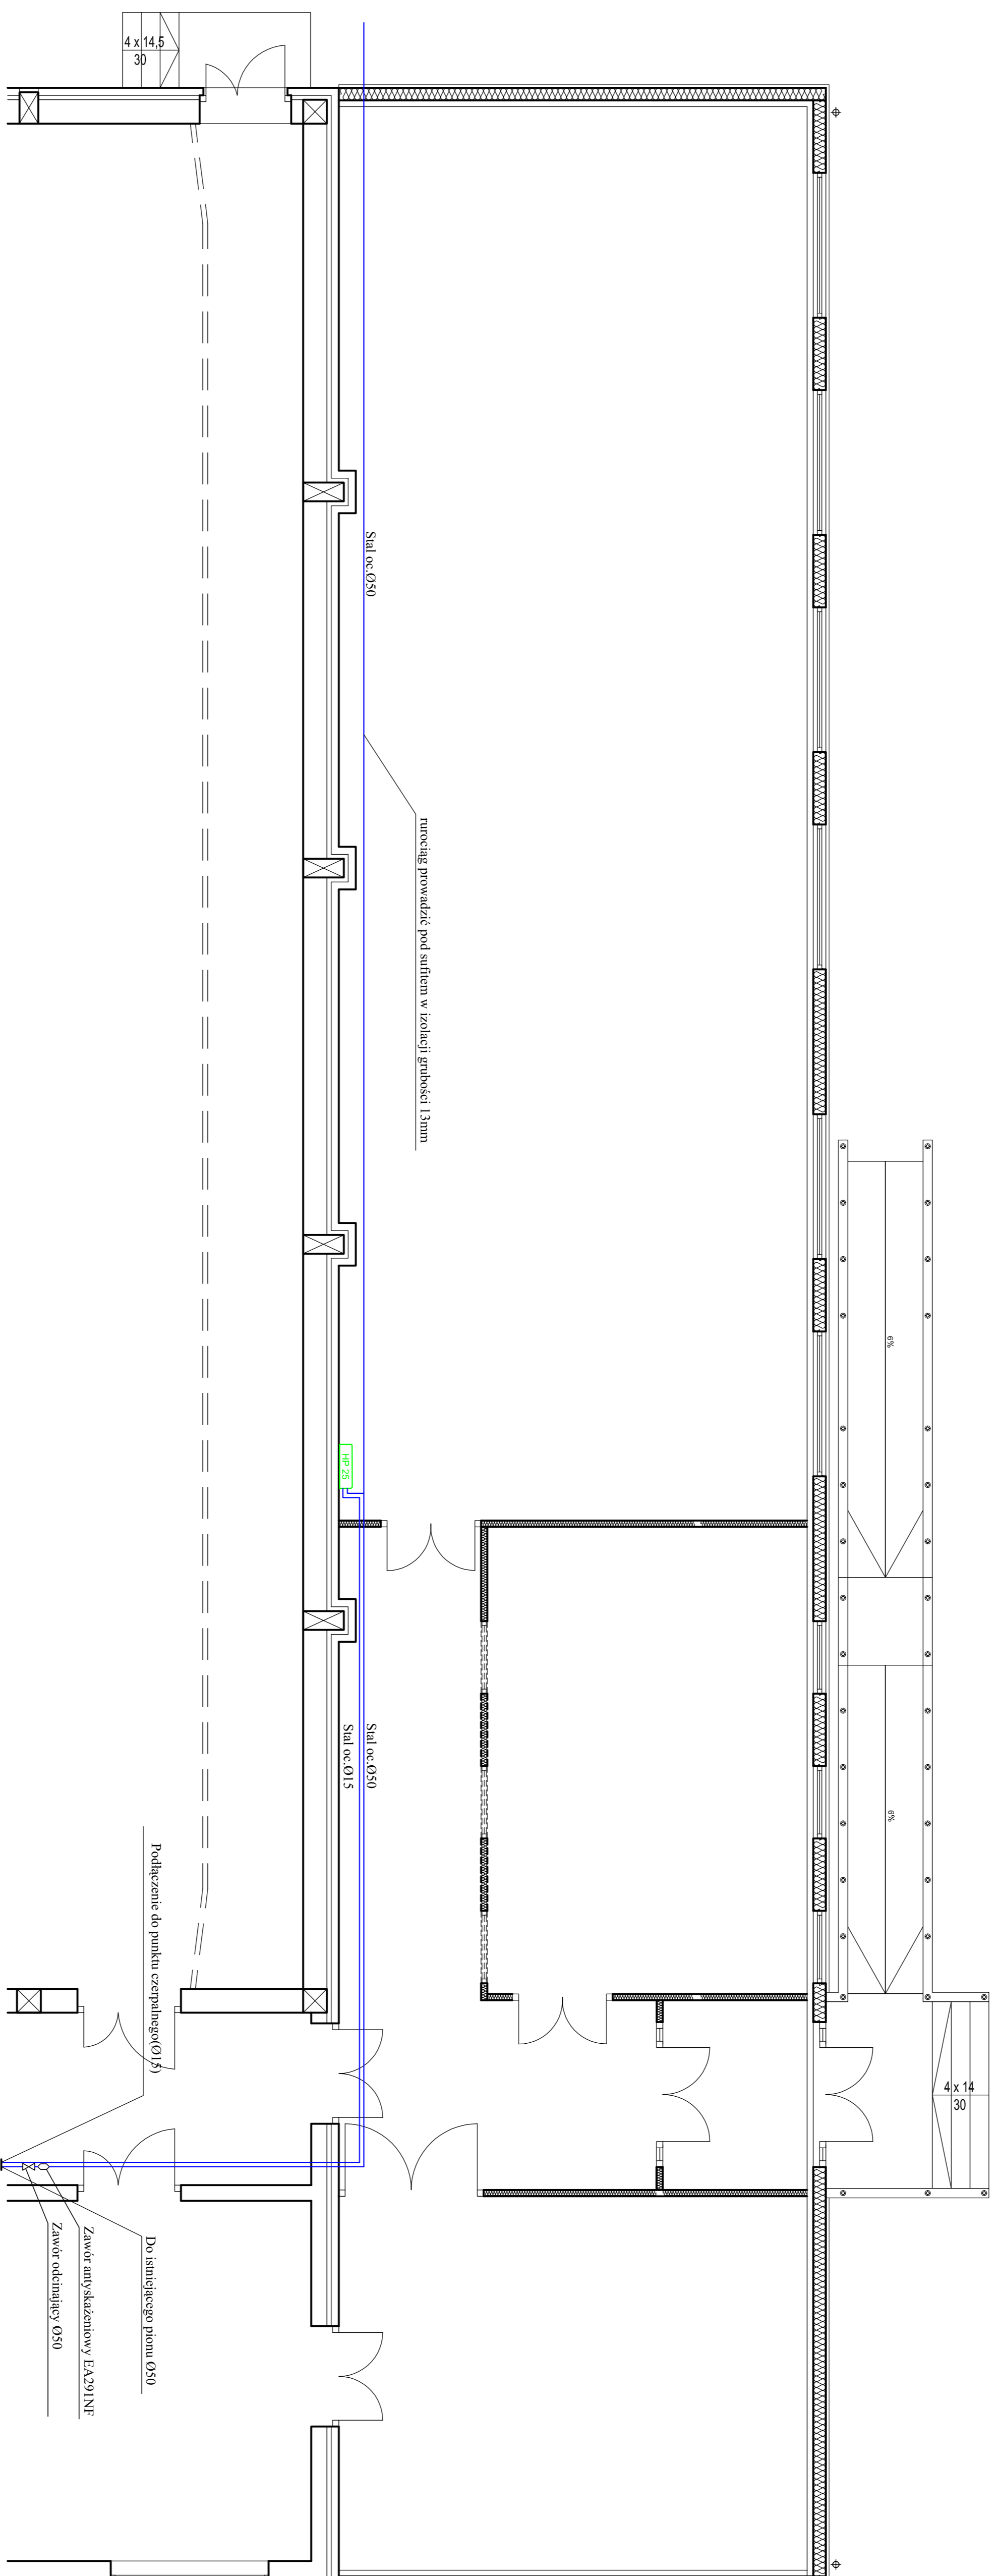 4 x 14,5
30
Stal oc.Ø50
rurociąg prowadzić pod sufitem w izolacji grubości 13mm
6%
HP 25
6%
Stal oc.Ø50
Stal oc.Ø15
Podłączenie do punktu czerpalnego(Ø15)
4 x 14
30
Do istniejącego pionu Ø50
Zawór antyskażeniowy EA291NF
Zawór odcinający Ø50